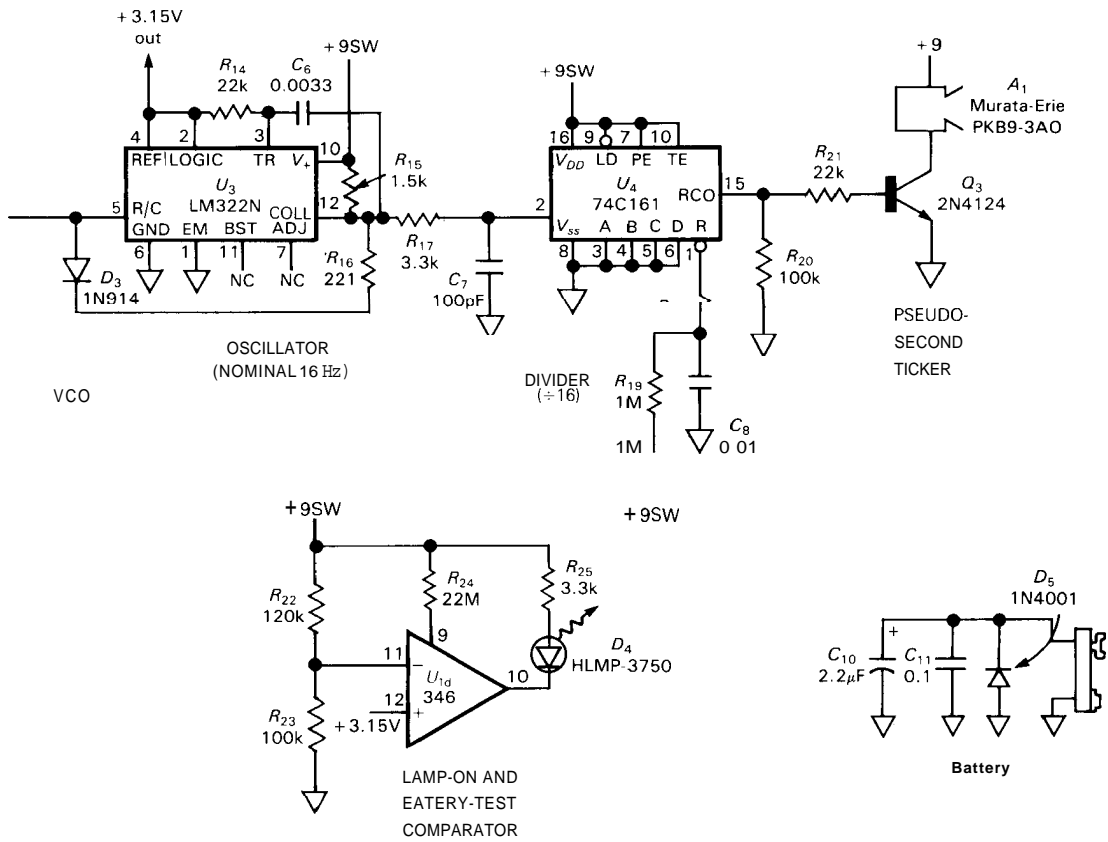 +3.15V
out
R14
22k
C6
0.0033
+9SW
4
2
3
10
REF
LOGIC
TR
V+
U3
LM322N
5
R/C
COLL
12
GND
EM
BST
ADJ
6
1
11
7
NC
NC
R15
1.5k
R16
221
R17
3.3k
C7
100pF
D3
1N914
OSCILLATOR
(NOMINAL 16 Hz)
VCO
+9SW
16
9
7
10
VDD
LD
PE
TE
U4
74C161
RCO
15
2
Vss
A
B
C
D
R
8
3
4
5
6
1
R19
1M
1M
C8
0 01
DIVIDER
(÷16)
R20
100k
R21
22k
+9
A1
Murata-Erie
PKB9-3AO
Q3
2N4124
PSEUDO-
SECOND
TICKER
+9SW
R22
120k
R23
100k
R24
22M
R25
3.3k
9
11
−
U1d
346
10
12
+
+3.15V
D4
HLMP-3750
LAMP-ON AND
EATERY-TEST
COMPARATOR
+9SW
D5
1N4001
+
C10
2.2μF
C11
0.1
Battery